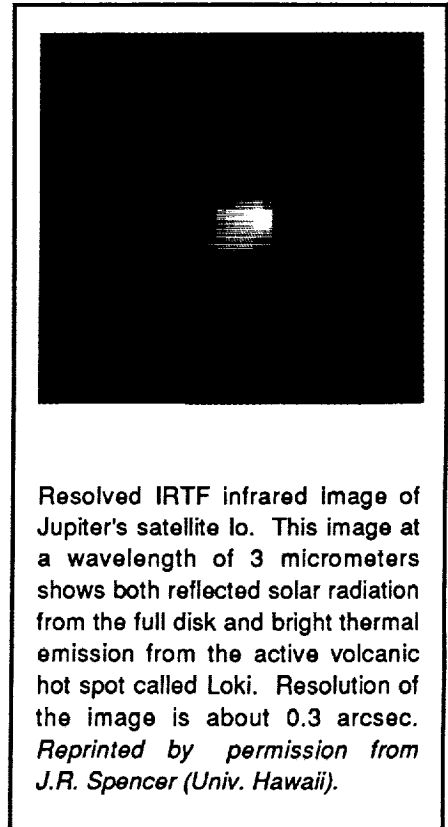 Resolved IRTF infrared image of
Jupiter's satellite Io. This image at
a wavelength of 3 micrometers
shows both reflected solar radiation
from the full disk and bright thermal
emission from the active volcanic
hot spot called Loki. Resolution of
the image is about 0.3 arcsec.
Reprinted by permission from
J.R. Spencer (Univ. Hawaii).